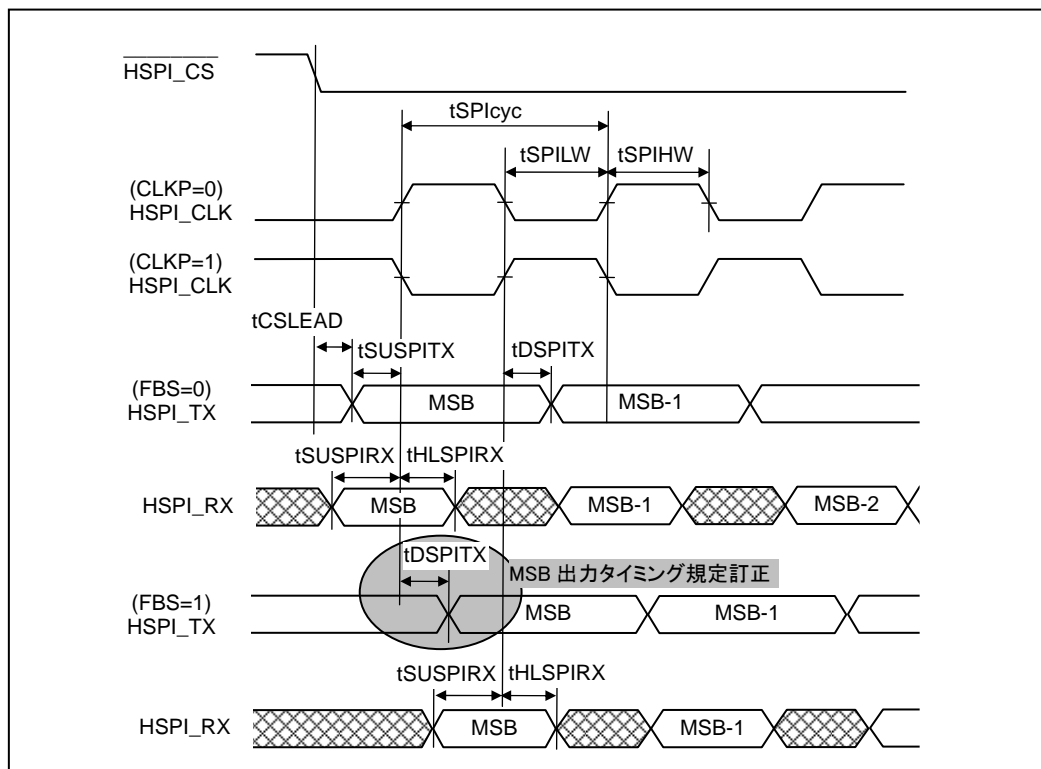 HSPI_CS
tSPIcyc
tSPILW
tSPIHW
(CLKP=0)
HSPI_CLK
(CLKP=1)
HSPI_CLK
tCSLEAD
tSUSPITX
tDSPITX
(FBS=0)
HSPI_TX
MSB
MSB-1
tSUSPIRX
tHLSPIRX
HSPI_RX
MSB
MSB-1
MSB-2
tDSPITX
MSB 出力タイミング規定訂正
(FBS=1)
HSPI_TX
MSB
MSB-1
tSUSPIRX
tHLSPIRX
HSPI_RX
MSB
MSB-1